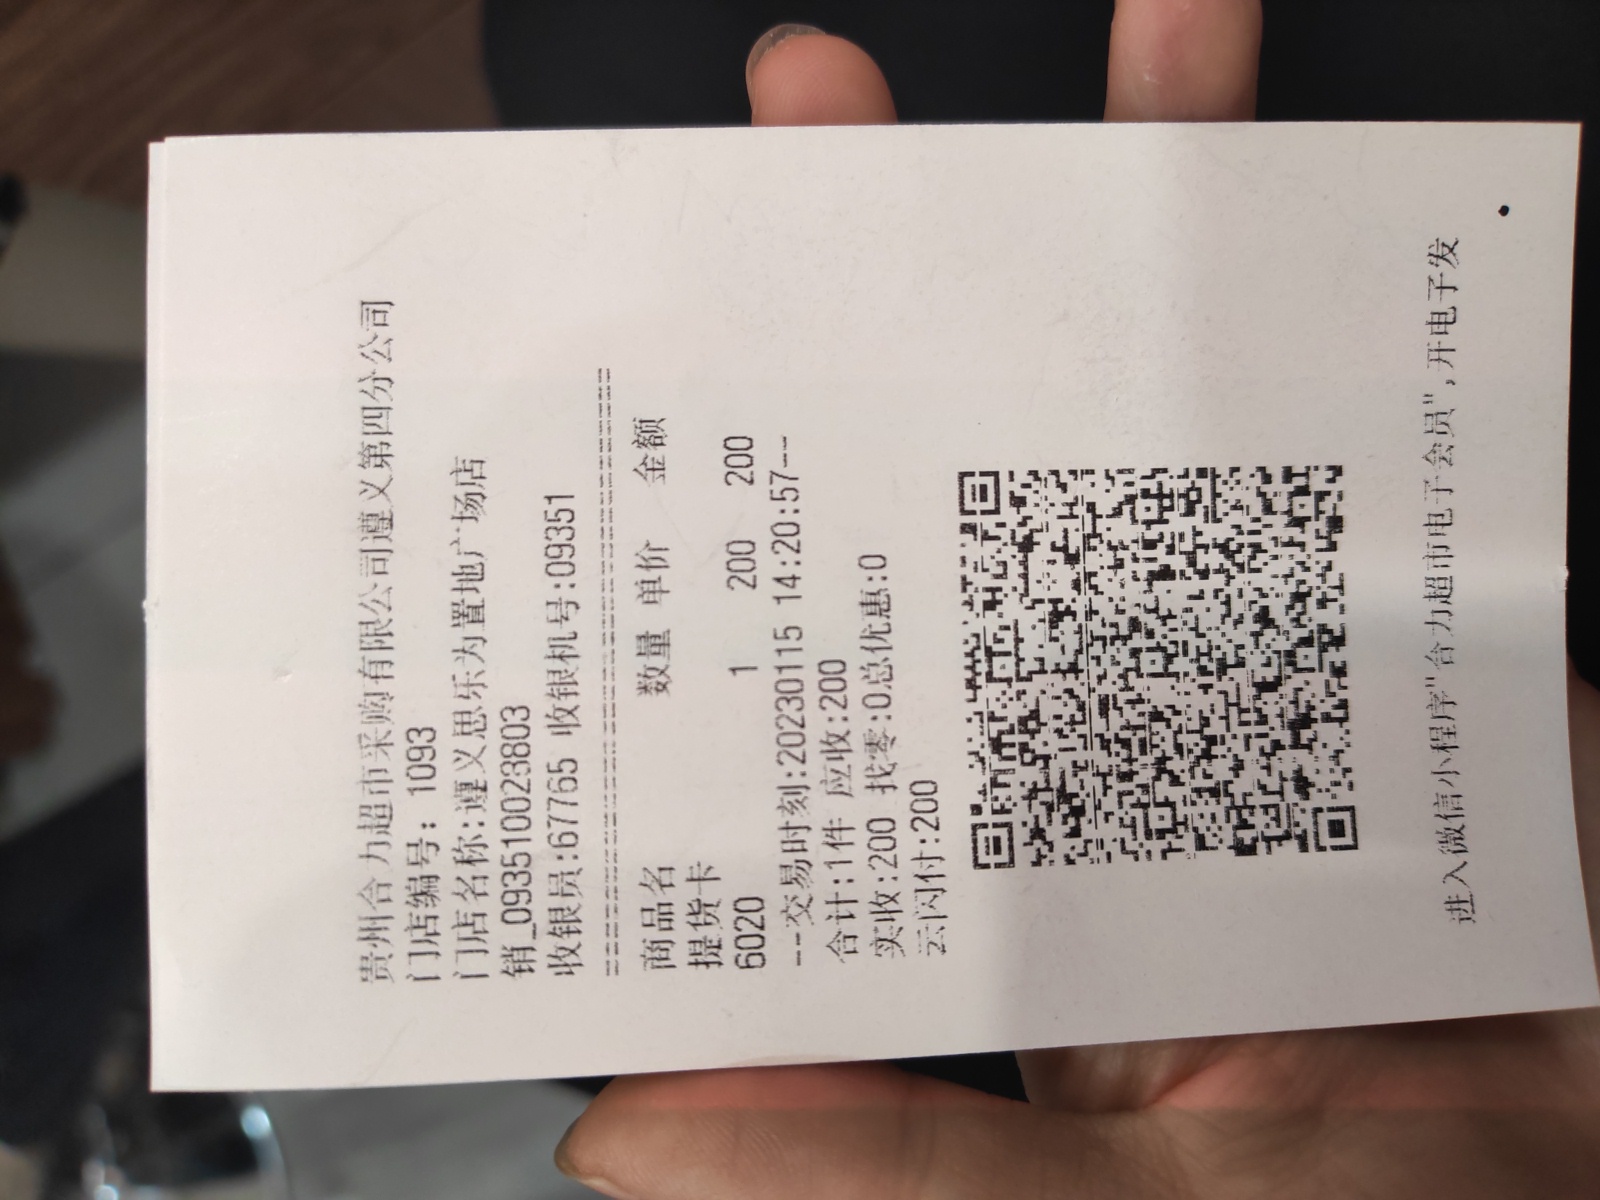 贵州合力超市采购有限公司遵义第四分公司
门店编号: 1093
门店名称:遵义思乐为置地广场店
销_093510023803
收银员:67765 收银机号:09351
================================
商品名 数量 单价 金额
提货卡
6020 1 200 200
--交易时刻:20230115 14:20:57--
合计:1件 应收:200
实收:200 找零:0总优惠:0
云闪付:200
进入微信小程序"合力超市电子会员",开电子发